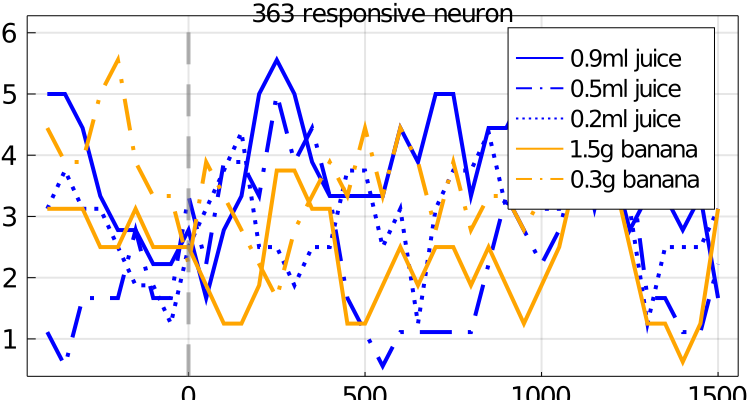 363 responsive neuron
6
5
4
3
2
1
0.9ml juice
0.5ml juice
0.2ml juice
1.5g banana
0.3g banana
0
500
1000
1500